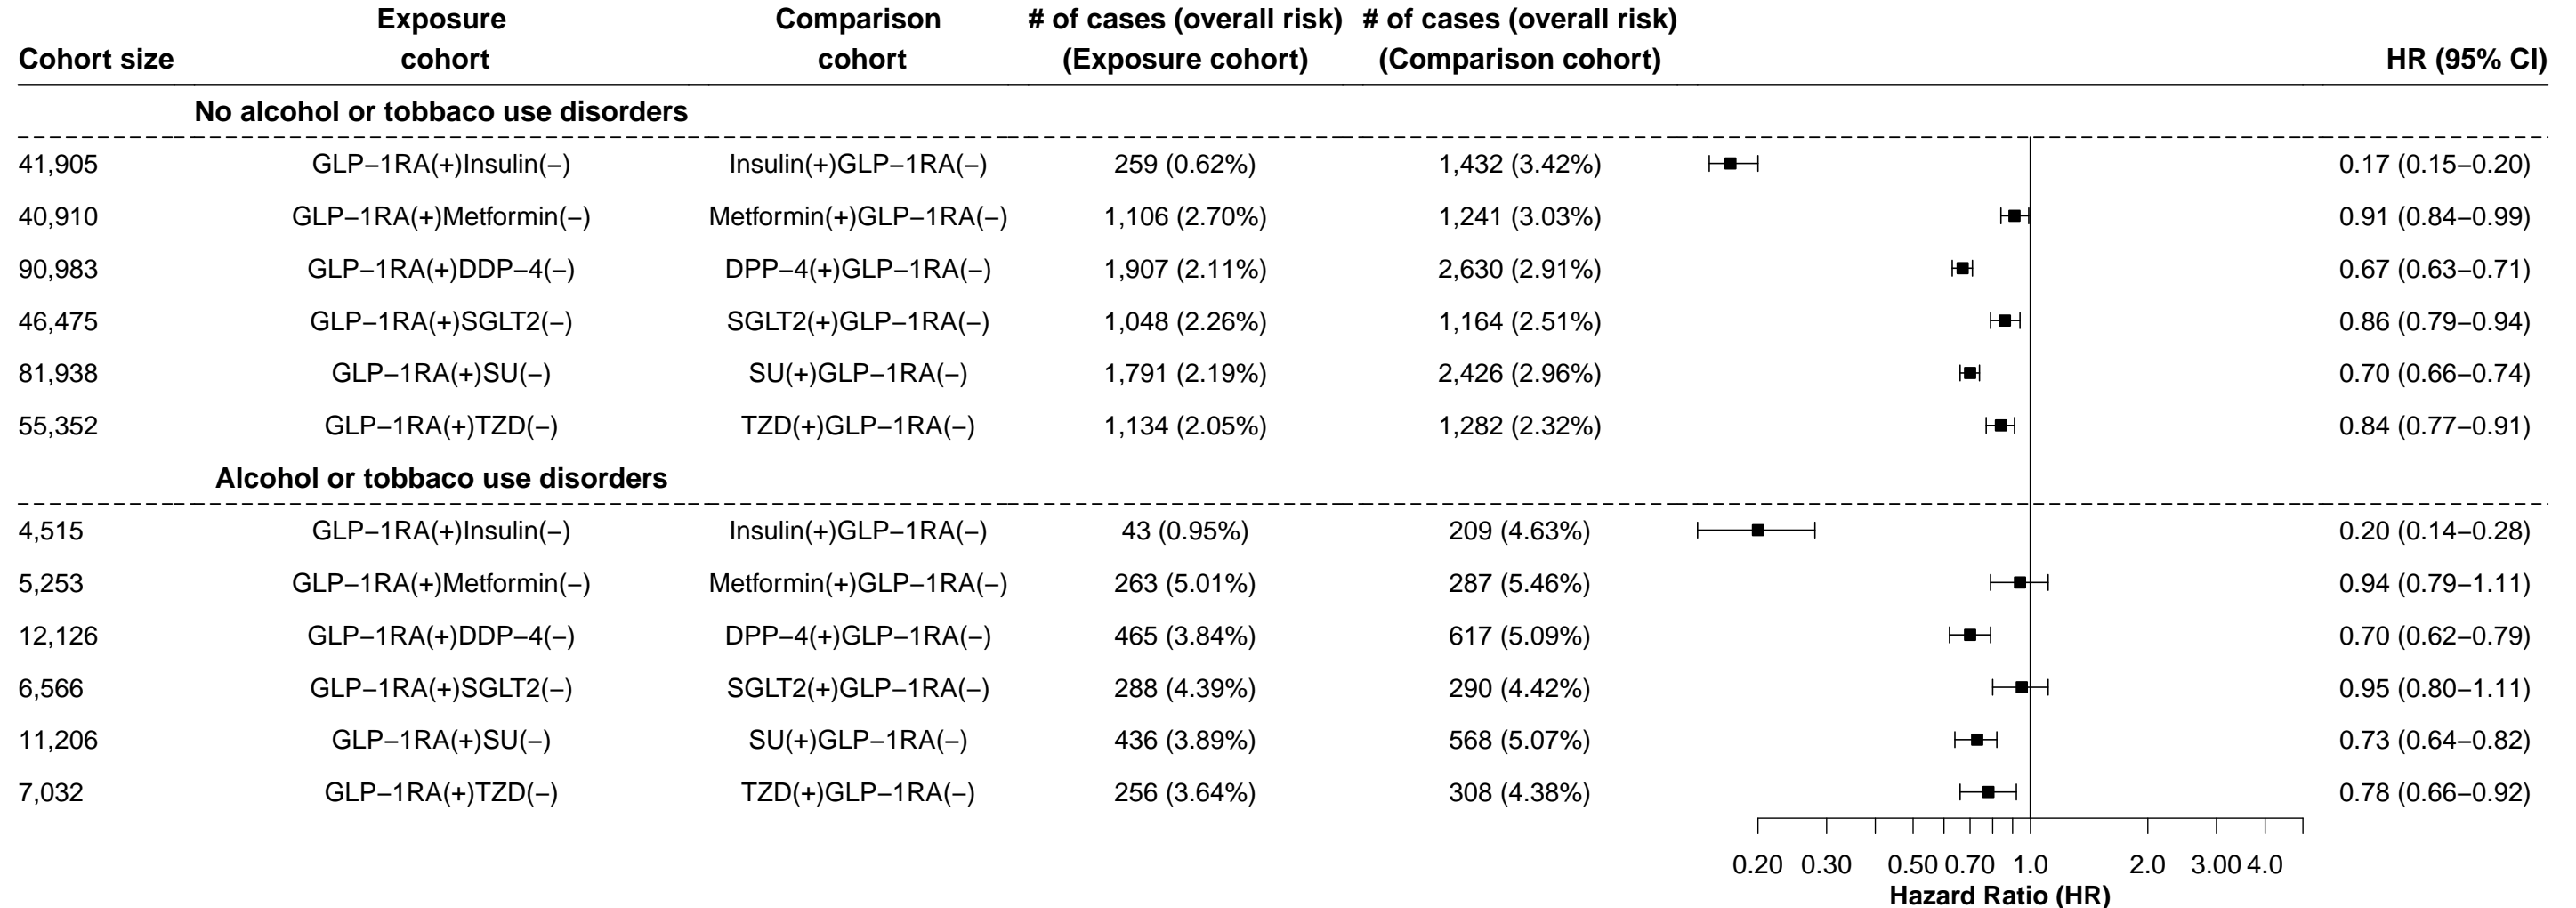 Exposure Comparison # of cases (overall risk) # of cases (overall risk)
Cohort size cohort cohort (Exposure cohort) (Comparison cohort) HR (95% CI)
No alcohol or tobbaco use disorders
41,905 GLP−1RA(+)Insulin(−) Insulin(+)GLP−1RA(−) 259 (0.62%) 1,432 (3.42%) 0.17 (0.15−0.20)
40,910 GLP−1RA(+)Metformin(−) Metformin(+)GLP−1RA(−) 1,106 (2.70%) 1,241 (3.03%) 0.91 (0.84−0.99)
90,983 GLP−1RA(+)DDP−4(−) DPP−4(+)GLP−1RA(−) 1,907 (2.11%) 2,630 (2.91%) 0.67 (0.63−0.71)
46,475 GLP−1RA(+)SGLT2(−) SGLT2(+)GLP−1RA(−) 1,048 (2.26%) 1,164 (2.51%) 0.86 (0.79−0.94)
81,938 GLP−1RA(+)SU(−) SU(+)GLP−1RA(−) 1,791 (2.19%) 2,426 (2.96%) 0.70 (0.66−0.74)
55,352 GLP−1RA(+)TZD(−) TZD(+)GLP−1RA(−) 1,134 (2.05%) 1,282 (2.32%) 0.84 (0.77−0.91)
Alcohol or tobbaco use disorders
4,515 GLP−1RA(+)Insulin(−) Insulin(+)GLP−1RA(−) 43 (0.95%) 209 (4.63%) 0.20 (0.14−0.28)
5,253 GLP−1RA(+)Metformin(−) Metformin(+)GLP−1RA(−) 263 (5.01%) 287 (5.46%) 0.94 (0.79−1.11)
12,126 GLP−1RA(+)DDP−4(−) DPP−4(+)GLP−1RA(−) 465 (3.84%) 617 (5.09%) 0.70 (0.62−0.79)
6,566 GLP−1RA(+)SGLT2(−) SGLT2(+)GLP−1RA(−) 288 (4.39%) 290 (4.42%) 0.95 (0.80−1.11)
11,206 GLP−1RA(+)SU(−) SU(+)GLP−1RA(−) 436 (3.89%) 568 (5.07%) 0.73 (0.64−0.82)
7,032 GLP−1RA(+)TZD(−) TZD(+)GLP−1RA(−) 256 (3.64%) 308 (4.38%) 0.78 (0.66−0.92)
0.20 0.30 0.50 0.70 1.0 2.0 3.00 4.0
Hazard Ratio (HR)